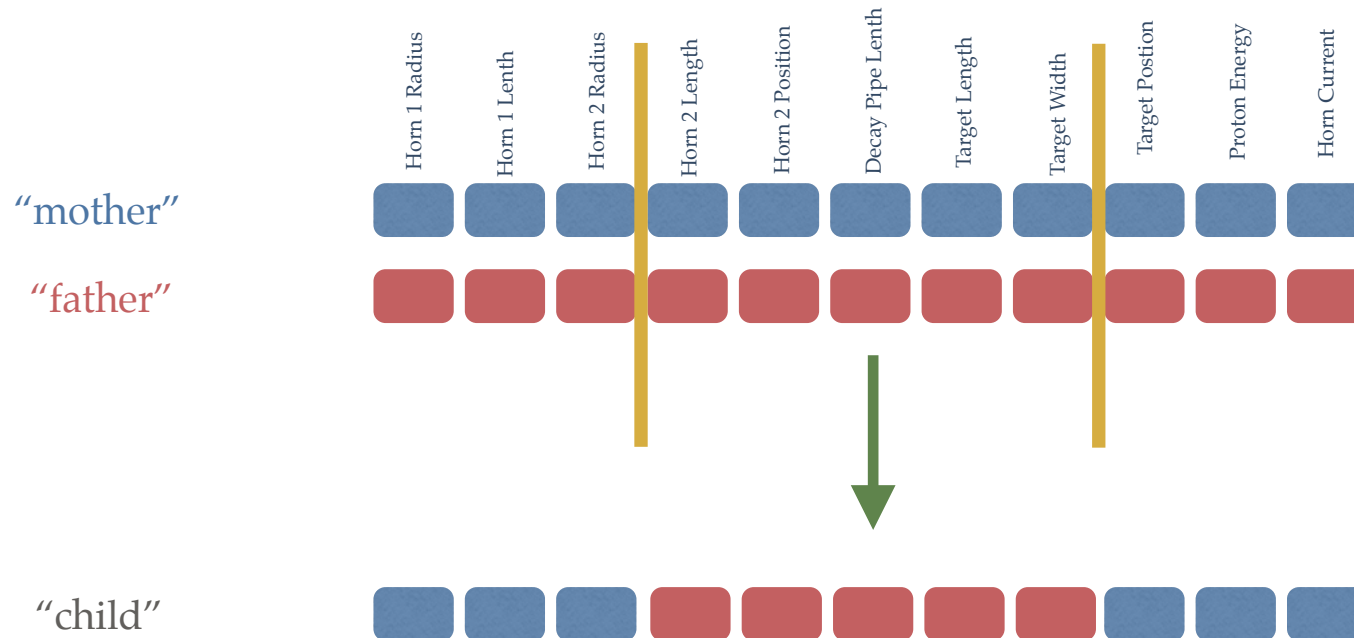 Horn 1 Radius
Horn 1 Lenth
Horn 2 Radius
Horn 2 Length
Horn 2 Position
Decay Pipe Lenth
Target Length
Target Width
Target Postion
Proton Energy
Horn Current
“mother”
“father”
“child”